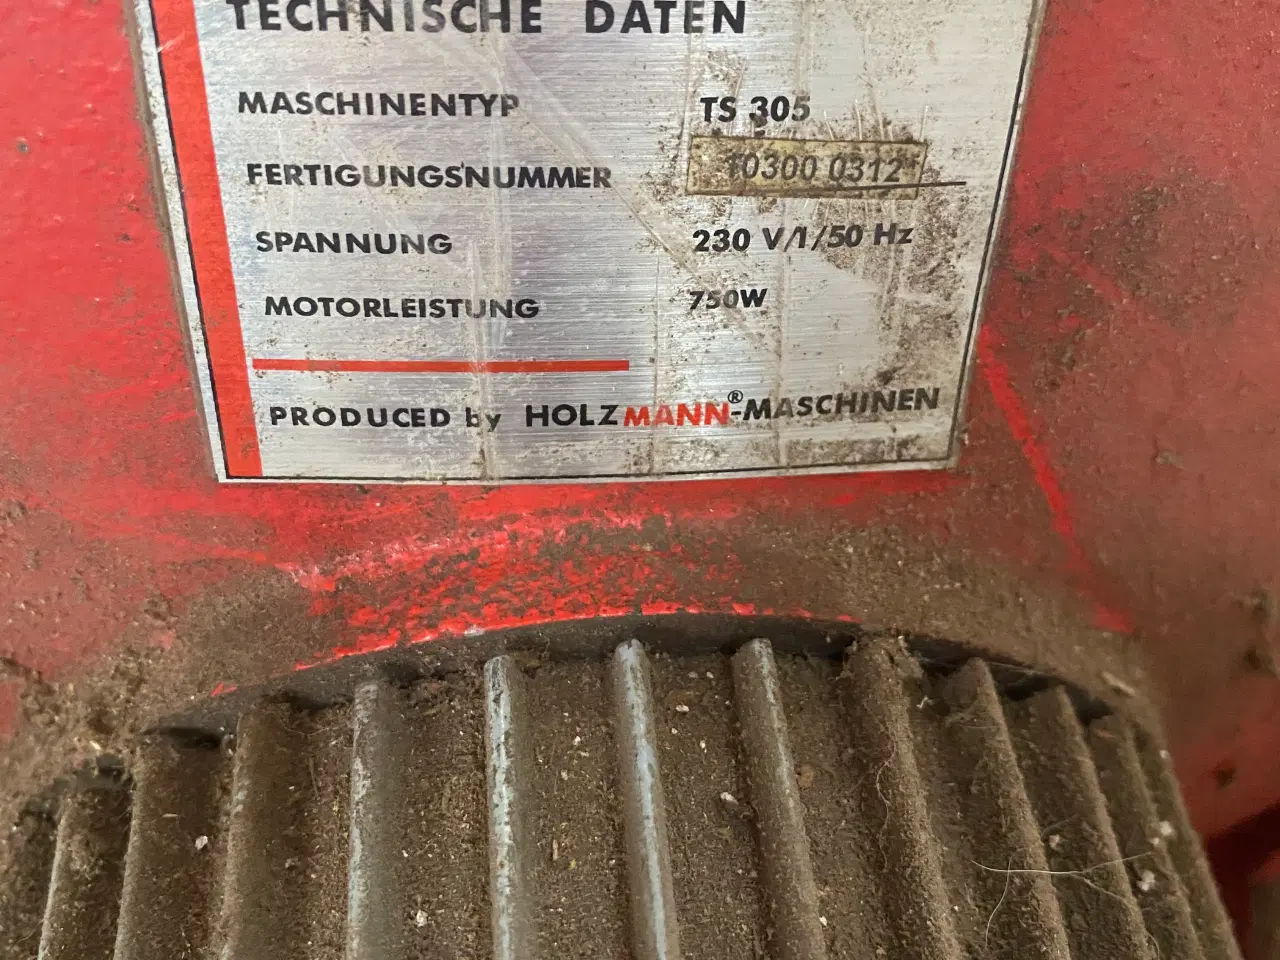 TECHNISCHE DATEN
MASCHINENTYP TS 305
FERTIGUNGSNUMMER 10300 0312
SPANNUNG 230 V/1/50 Hz
MOTORLEISTUNG 750W
PRODUCED by HOLZMANN®-MASCHINEN